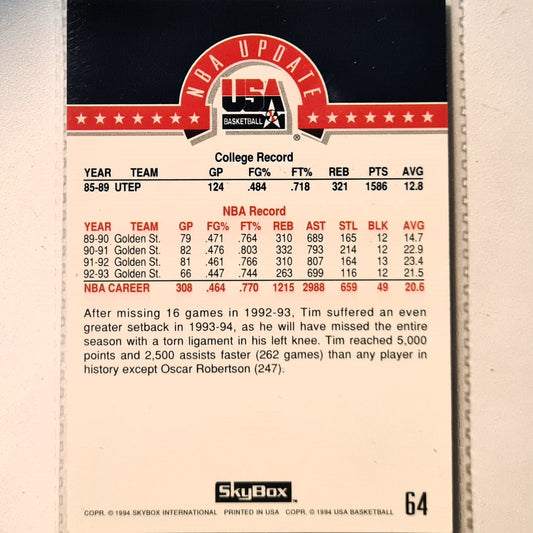 NBA UPDATE
USA
BASKETBALL
®
College Record
YEAR TEAM GP FG% FT% REB PTS AVG
85-89 UTEP 124 .484 .718 321 1586 12.8
NBA Record
YEAR TEAM GP FG% FT% REB AST STL BLK AVG
89-90 Golden St. 79 .471 .764 310 689 165 12 14.7
90-91 Golden St. 82 .476 .803 332 793 214 12 22.9
91-92 Golden St. 81 .461 .766 310 807 164 13 23.4
92-93 Golden St. 66 .447 .744 263 699 116 12 21.5
NBA CAREER 308 .464 .770 1215 2988 659 49 20.6
After missing 16 games in 1992-93, Tim suffered an even
greater setback in 1993-94, as he will have missed the entire
season with a torn ligament in his left knee. Tim reached 5,000
points and 2,500 assists faster (262 games) than any player in
history except Oscar Robertson (247).
SkyBox™
64
COPR. © 1994 SKYBOX INTERNATIONAL PRINTED IN USA COPR. © 1994 USA BASKETBALL